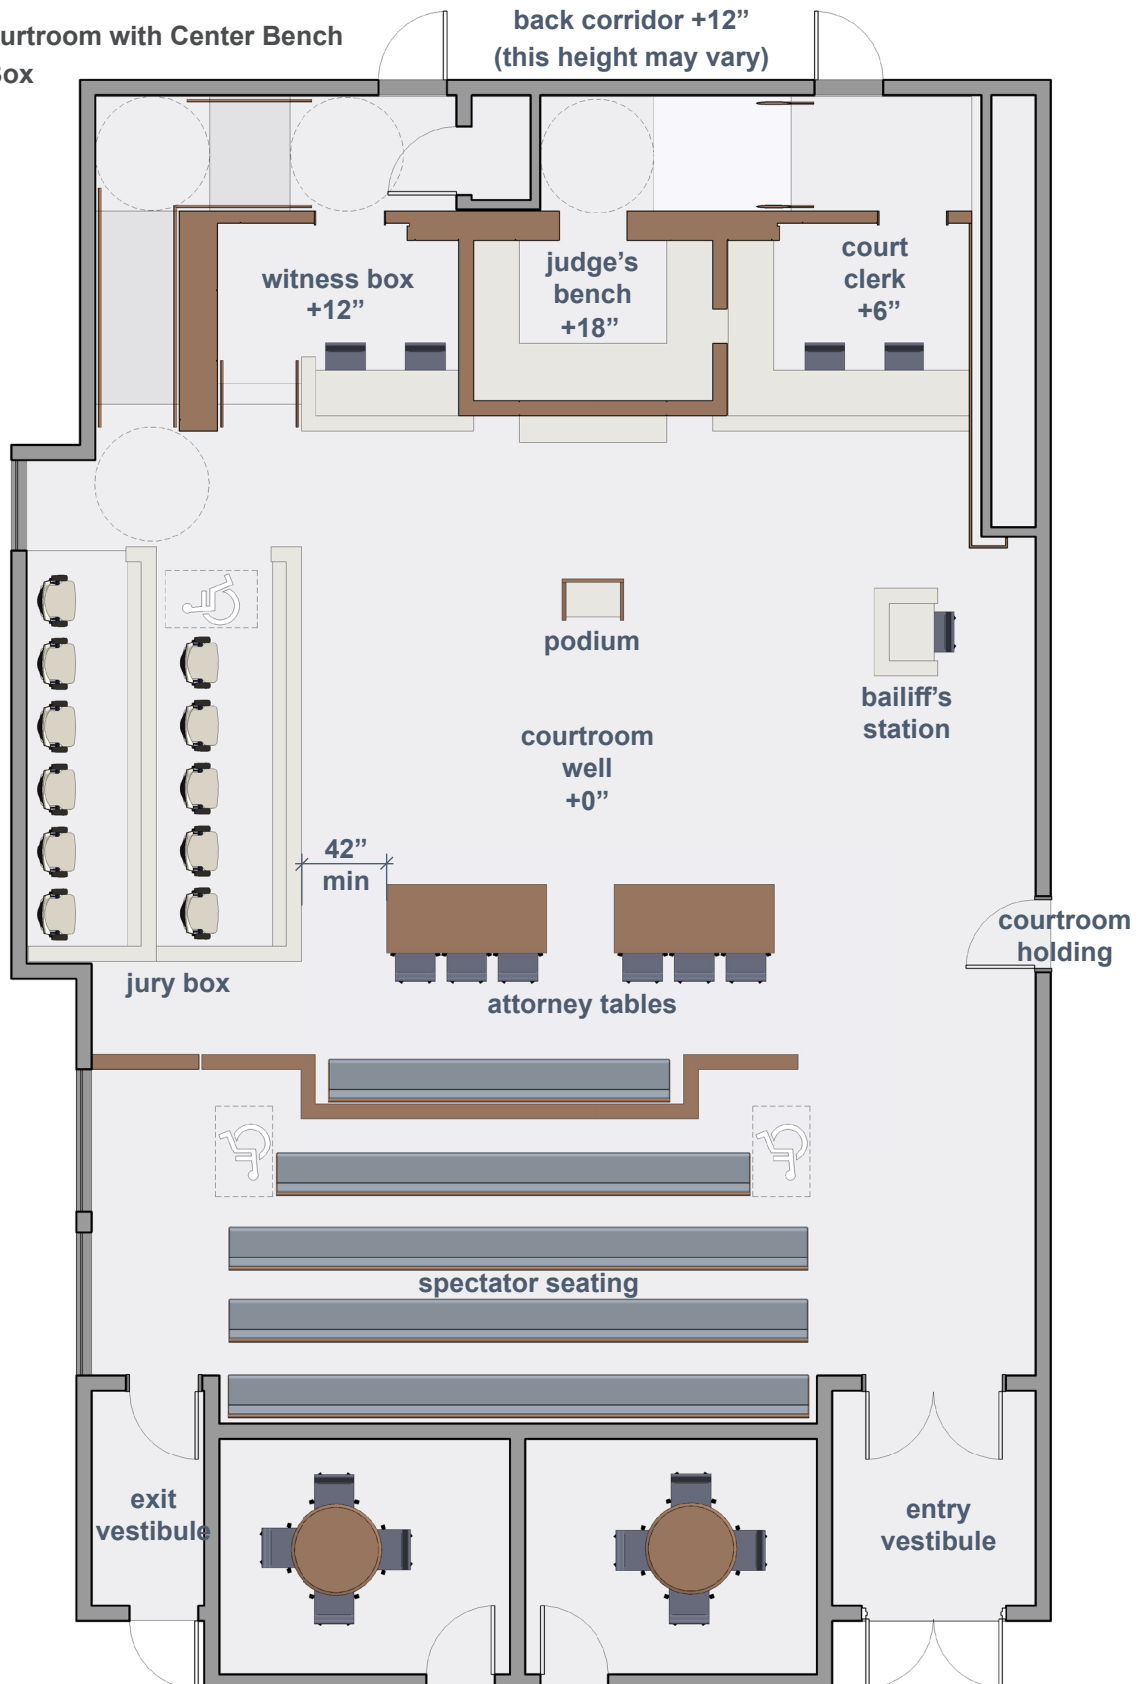 urtroom with Center Bench
ox
back corridor +12”
(this height may vary)
witness box
+12”
judge’s
bench
+18”
court
clerk
+6”
podium
bailiff’s
station
courtroom
well
+0”
42”
min
courtroom
holding
jury box
attorney tables
spectator seating
exit
vestibule
entry
vestibule